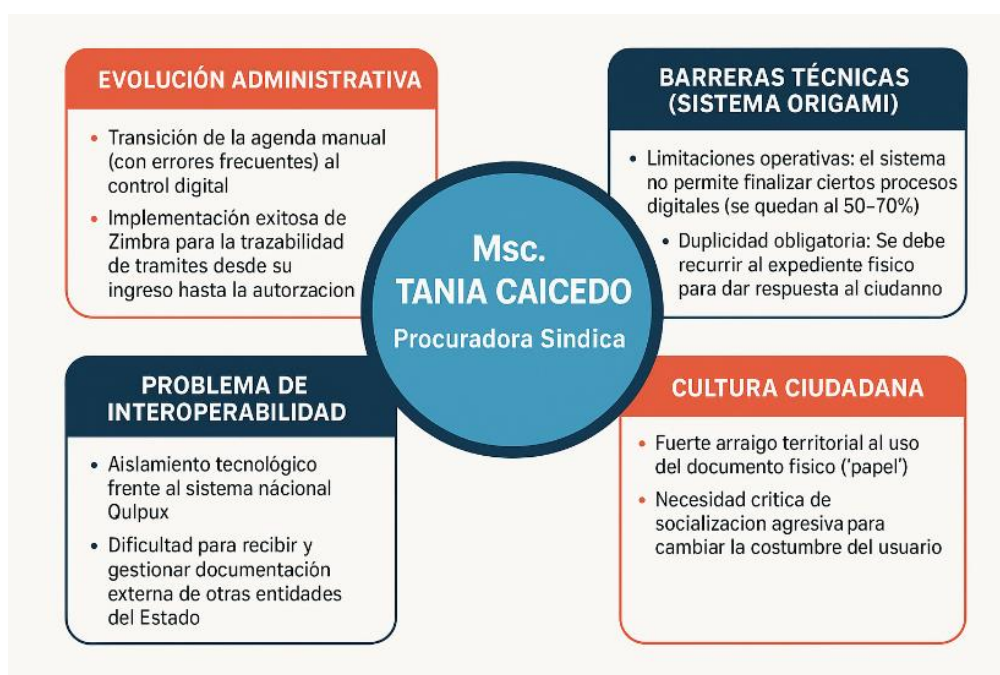 EVOLUCIÓN ADMINISTRATIVA
• Transición de la agenda manual
(con errores frecuentes) al
control digital
• Implementación exitosa de
Zimbra para la trazabilidad
de tramites desde su
ingreso hasta la autorzacion
BARRERAS TÉCNICAS
(SISTEMA ORIGAMI)
• Limitaciones operativas: el sistema
no permite finalizar ciertos procesos
digitales (se quedan al 50–70%)
• Duplicidad obligatoria: Se debe
recurrir al expediente fisico
para dar respuesta al ciudanno
Msc.
TANIA CAICEDO
Procuradora Sindica
PROBLEMA DE
INTEROPERABILIDAD
• Aislamiento tecnológico
frente al sistema nácional
Qulpux
• Dificultad para recibir y
gestionar documentación
externa de otras entidades
del Estado
CULTURA CIUDADANA
• Fuerte arraigo territorial al uso
del documento fisico ('papel')
• Necesidad critica de
socializacion agresiva para
cambiar la costumbre del usuario